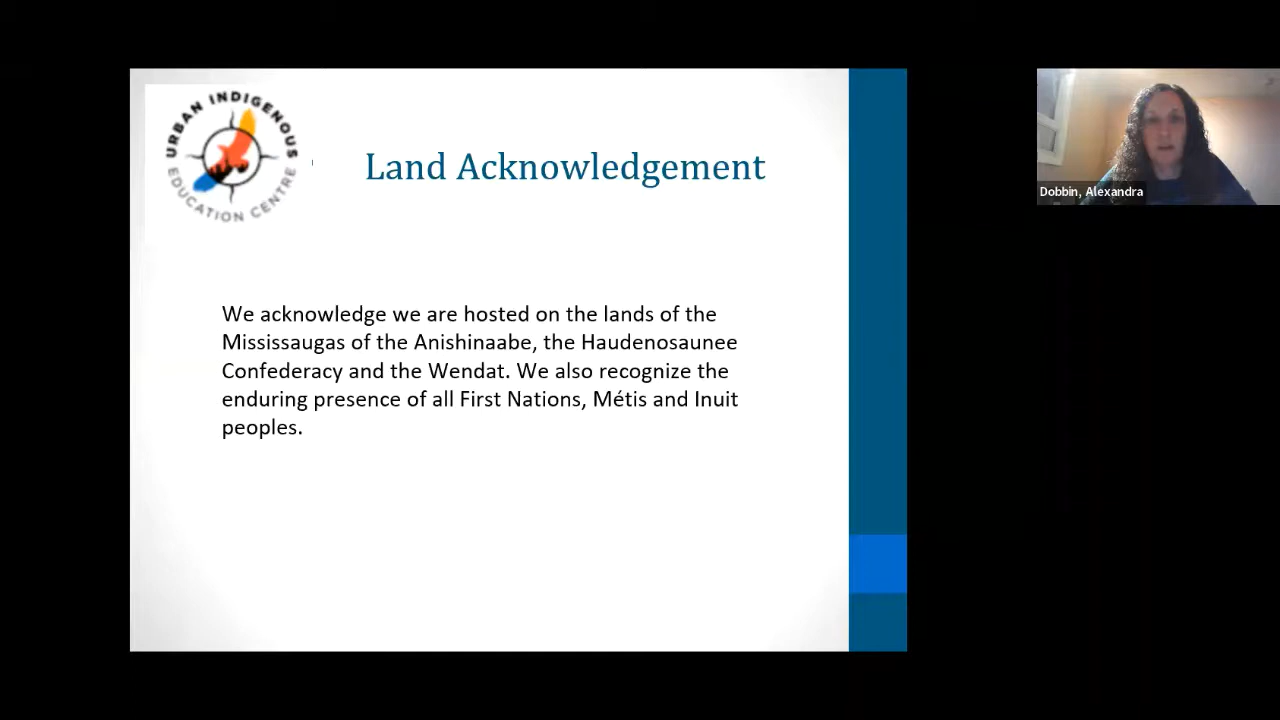 URBAN INDIGENOUS
EDUCATION CENTRE
Land Acknowledgement
We acknowledge we are hosted on the lands of the
Mississaugas of the Anishinaabe, the Haudenosaunee
Confederacy and the Wendat. We also recognize the
enduring presence of all First Nations, Métis and Inuit
peoples.
Dobbin, Alexandra